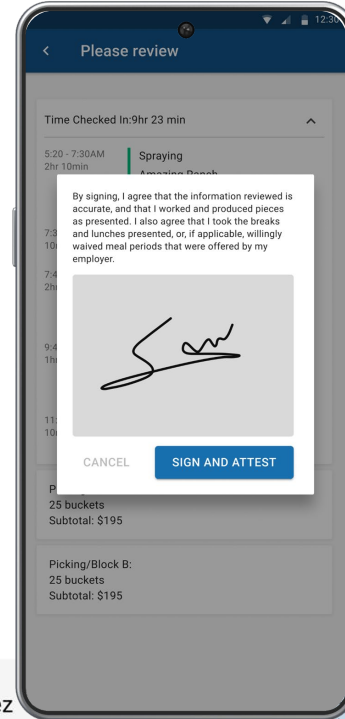 12:30
Please review
Time Checked In:9hr 23 min
5:20 - 7:30AM
2hr 10min
Spraying
By signing, I agree that the information reviewed is
accurate, and that I worked and produced pieces
as presented. I also agree that I took the breaks
and lunches presented, or, if applicable, willingly
waived meal periods that were offered by my
employer.
CANCEL
SIGN AND ATTEST
25 buckets
Subtotal: $195
Picking/Block B:
25 buckets
Subtotal: $195